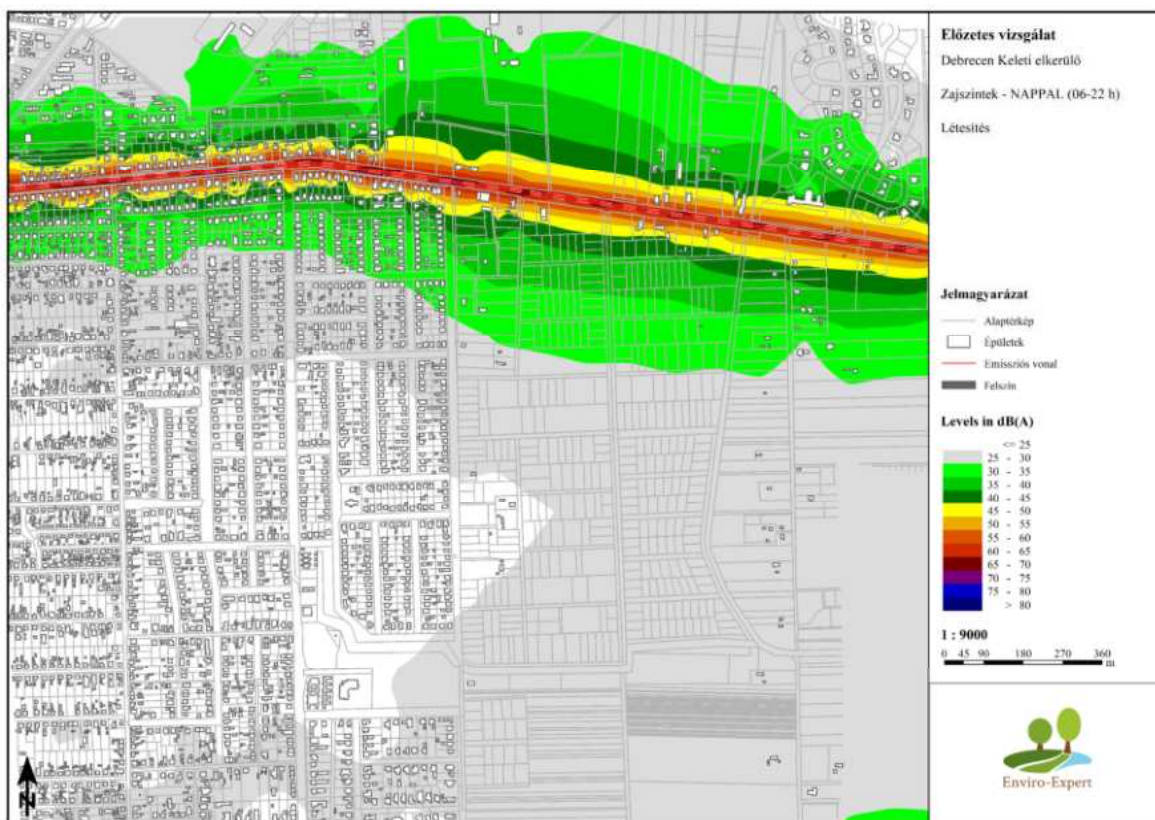 Előzetes vizsgálat
Debrecen Keleti elkerülő
Zajszintek - NAPPAL (06-22 h)
Létesítés
Jelmagyarázat
Alaptérkép
Épületek
Emissziós vonal
Felszín
Levels in dB(A)
<= 25
25 - 30
30 - 35
35 - 40
40 - 45
45 - 50
50 - 55
55 - 60
60 - 65
65 - 70
70 - 75
75 - 80
> 80
1 : 9000
0 45 90 180 270 360
m
Enviro-Expert
N